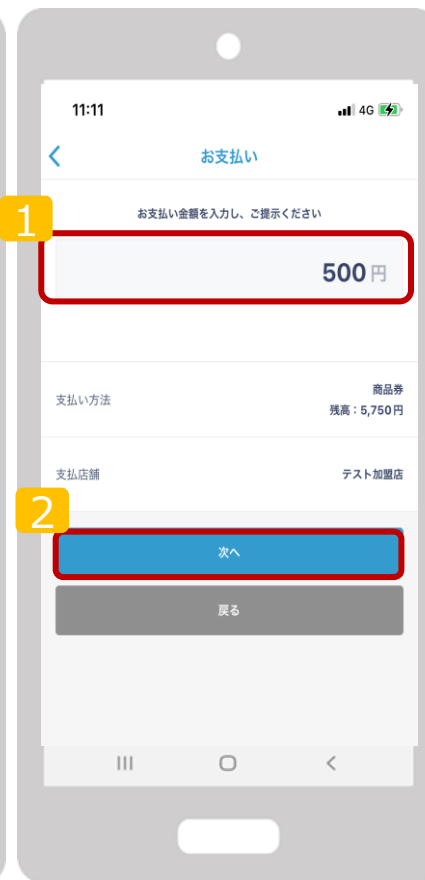 11:11
4G
お支払い
1
お支払い金額を入力し、ご提示ください
500円
支払い方法
商品券
残高：5,750円
支払店舗
テスト加盟店
2
次へ
戻る